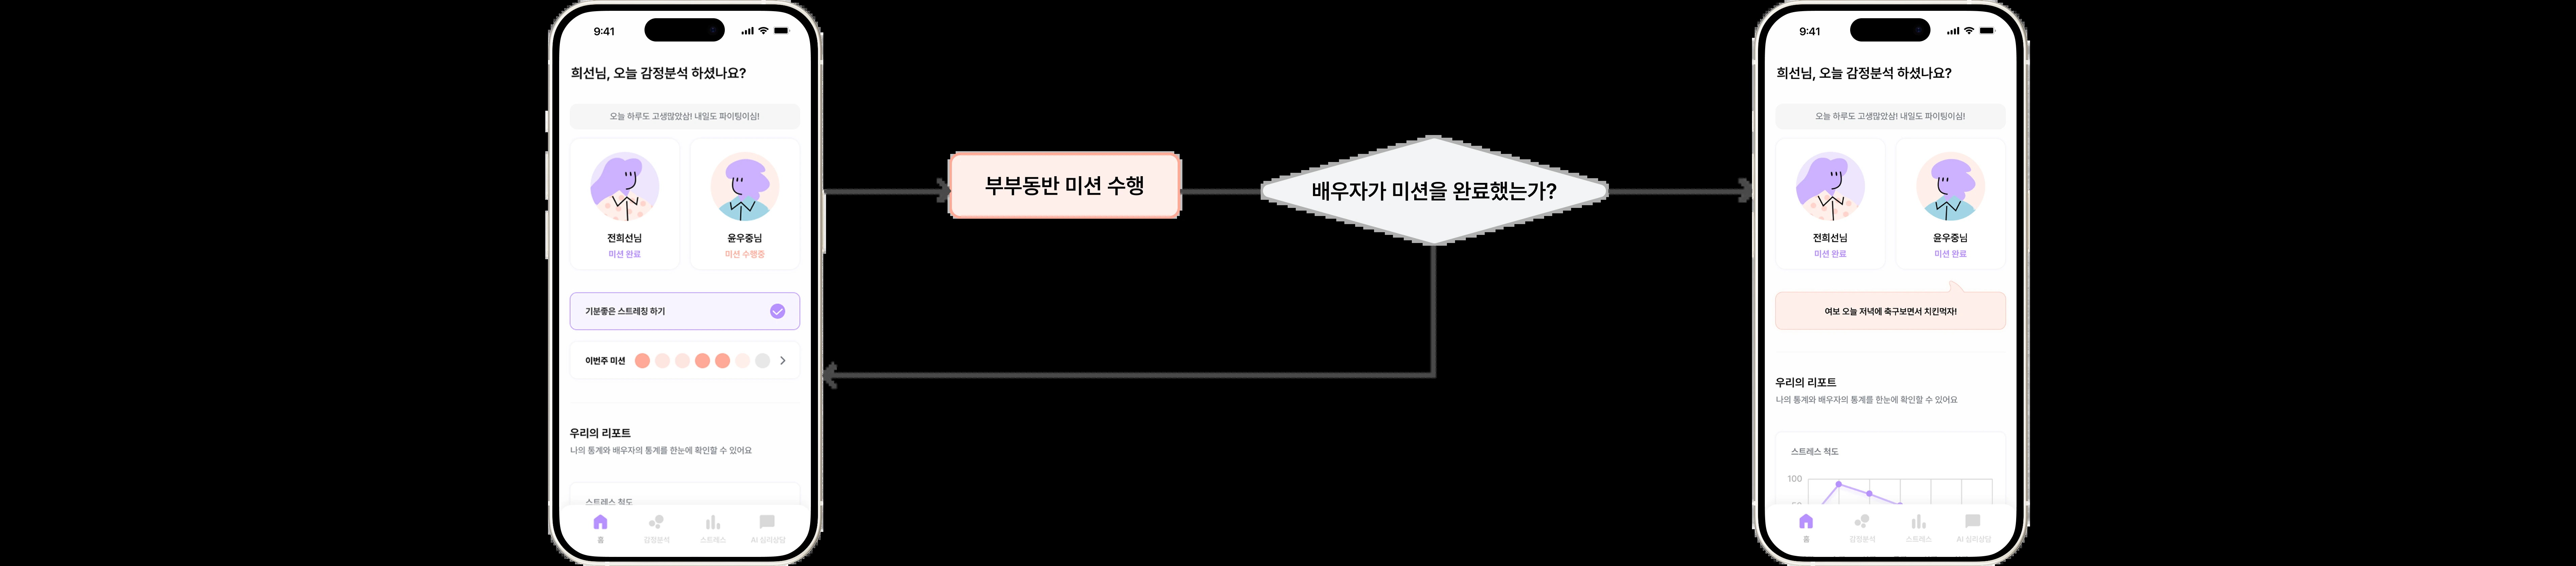 9:41
희선님, 오늘 감정분석 하셨나요?
오늘 하루도 고생많았삼! 내일도 파이팅이심!
전희선님
미션 완료
윤우중님
미션 수행중
기분좋은 스트레칭 하기
이번주 미션
우리의 리포트
나의 통계와 배우자의 통계를 한눈에 확인할 수 있어요
스트레스 척도
홈
감정분석
스트레스
AI 심리상담
부부동반 미션 수행
배우자가 미션을 완료했는가?
9:41
희선님, 오늘 감정분석 하셨나요?
오늘 하루도 고생많았삼! 내일도 파이팅이심!
전희선님
미션 완료
윤우중님
미션 완료
여보 오늘 저녁에 축구보면서 치킨먹자!
우리의 리포트
나의 통계와 배우자의 통계를 한눈에 확인할 수 있어요
스트레스 척도
100
홈
감정분석
스트레스
AI 심리상담